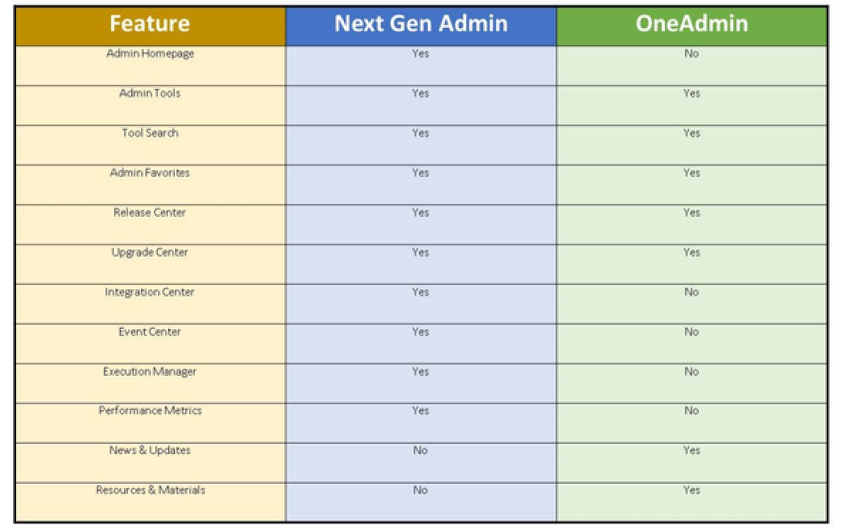 Feature Next Gen Admin OneAdmin
Admin Homepage Yes No
Admin Tools Yes Yes
Tool Search Yes Yes
Admin Favorites Yes Yes
Release Center Yes Yes
Upgrade Center Yes Yes
Integration Center Yes No
Event Center Yes No
Execution Manager Yes No
Performance Metrics Yes No
News & Updates No Yes
Resources & Materials No Yes